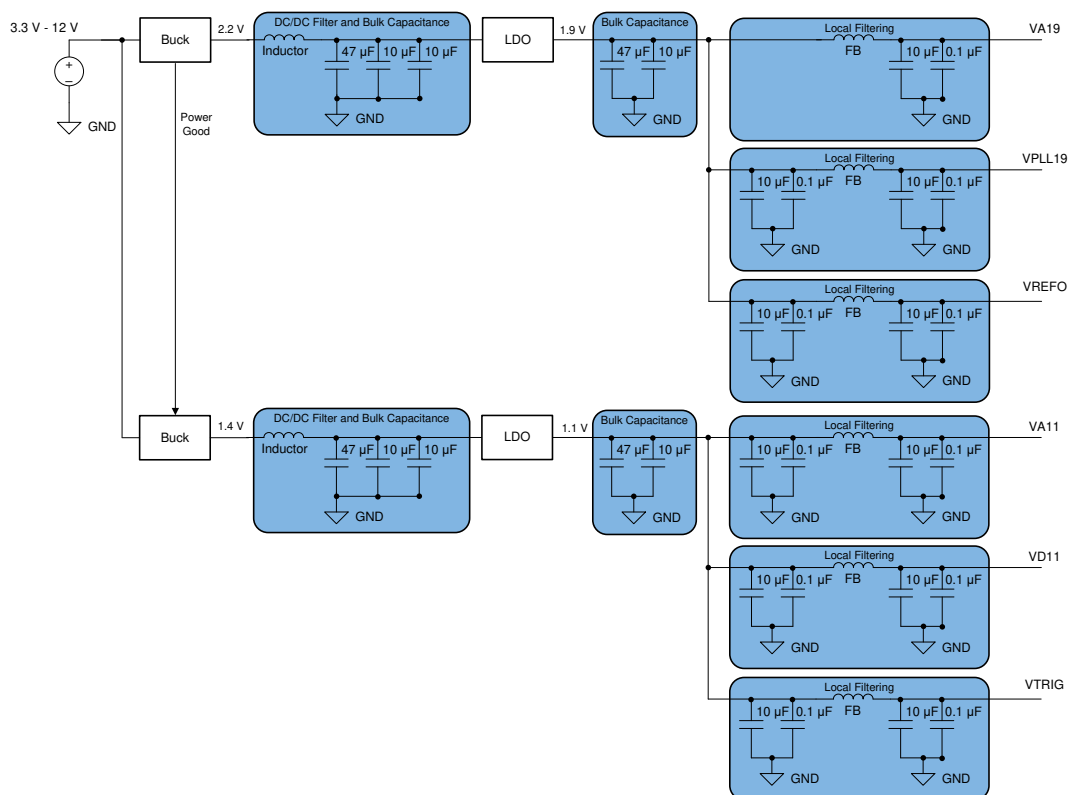 3.3 V - 12 V
GND
Buck
Power
Good
2.2 V
DC/DC Filter and Bulk Capacitance
Inductor
47 µF
10 µF
10 µF
GND
LDO
1.9 V
Bulk Capacitance
47 µF
10 µF
GND
Local Filtering
FB
10 µF
0.1 µF
GND
VA19
Local Filtering
10 µF
0.1 µF
FB
10 µF
0.1 µF
GND
GND
VPLL19
Local Filtering
10 µF
0.1 µF
FB
10 µF
0.1 µF
GND
GND
VREFO
Buck
1.4 V
DC/DC Filter and Bulk Capacitance
Inductor
47 µF
10 µF
10 µF
GND
LDO
1.1 V
Bulk Capacitance
47 µF
10 µF
GND
Local Filtering
10 µF
0.1 µF
FB
10 µF
0.1 µF
GND
GND
VA11
Local Filtering
10 µF
0.1 µF
FB
10 µF
0.1 µF
GND
GND
VD11
Local Filtering
10 µF
0.1 µF
FB
10 µF
0.1 µF
GND
GND
VTRIG